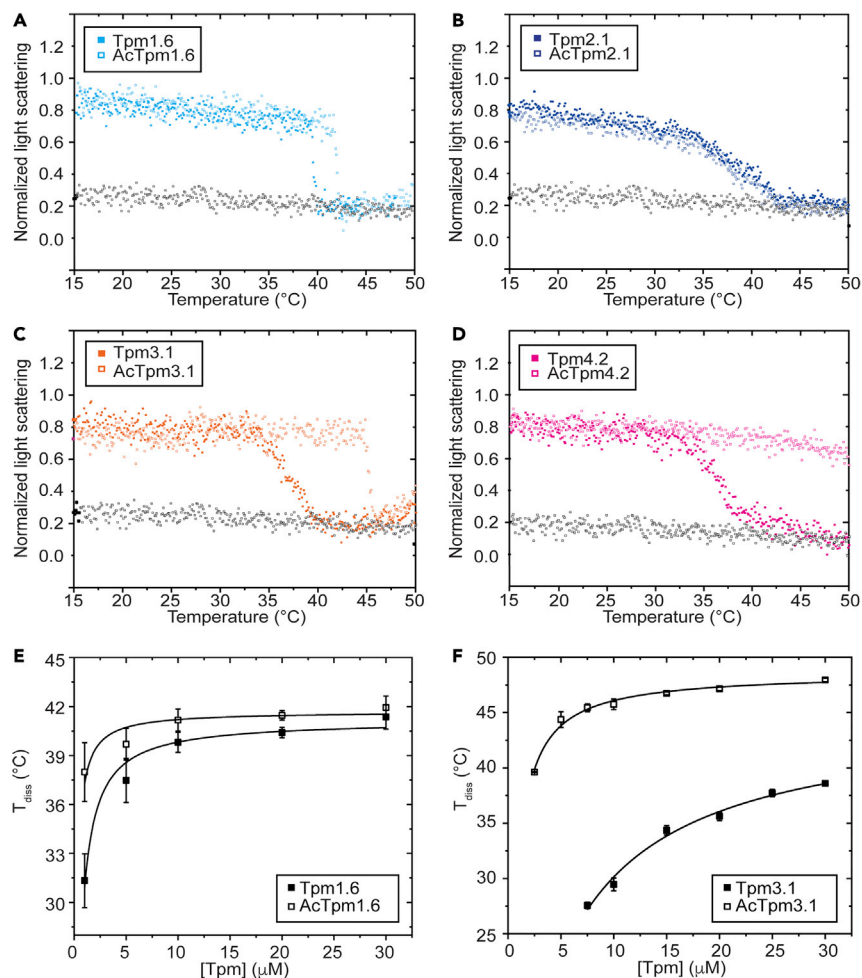 A
Normalized light scattering
1.2
1.0
0.8
0.6
0.4
0.2
0.0
Tpm1.6
AcTpm1.6
15 20 25 30 35 40 45 50
Temperature (°C)
B
Normalized light scattering
1.2
1.0
0.8
0.6
0.4
0.2
0.0
Tpm2.1
AcTpm2.1
15 20 25 30 35 40 45 50
Temperature (°C)
C
Normalized light scattering
1.2
1.0
0.8
0.6
0.4
0.2
0.0
Tpm3.1
AcTpm3.1
15 20 25 30 35 40 45 50
Temperature (°C)
D
Normalized light scattering
1.2
1.0
0.8
0.6
0.4
0.2
0.0
Tpm4.2
AcTpm4.2
15 20 25 30 35 40 45 50
Temperature (°C)
E
Tdiss (°C)
45
42
39
36
33
30
Tpm1.6
AcTpm1.6
0 5 10 15 20 25 30
[Tpm] (μM)
F
Tdiss (°C)
50
45
40
35
30
25
Tpm3.1
AcTpm3.1
0 5 10 15 20 25 30
[Tpm] (μM)